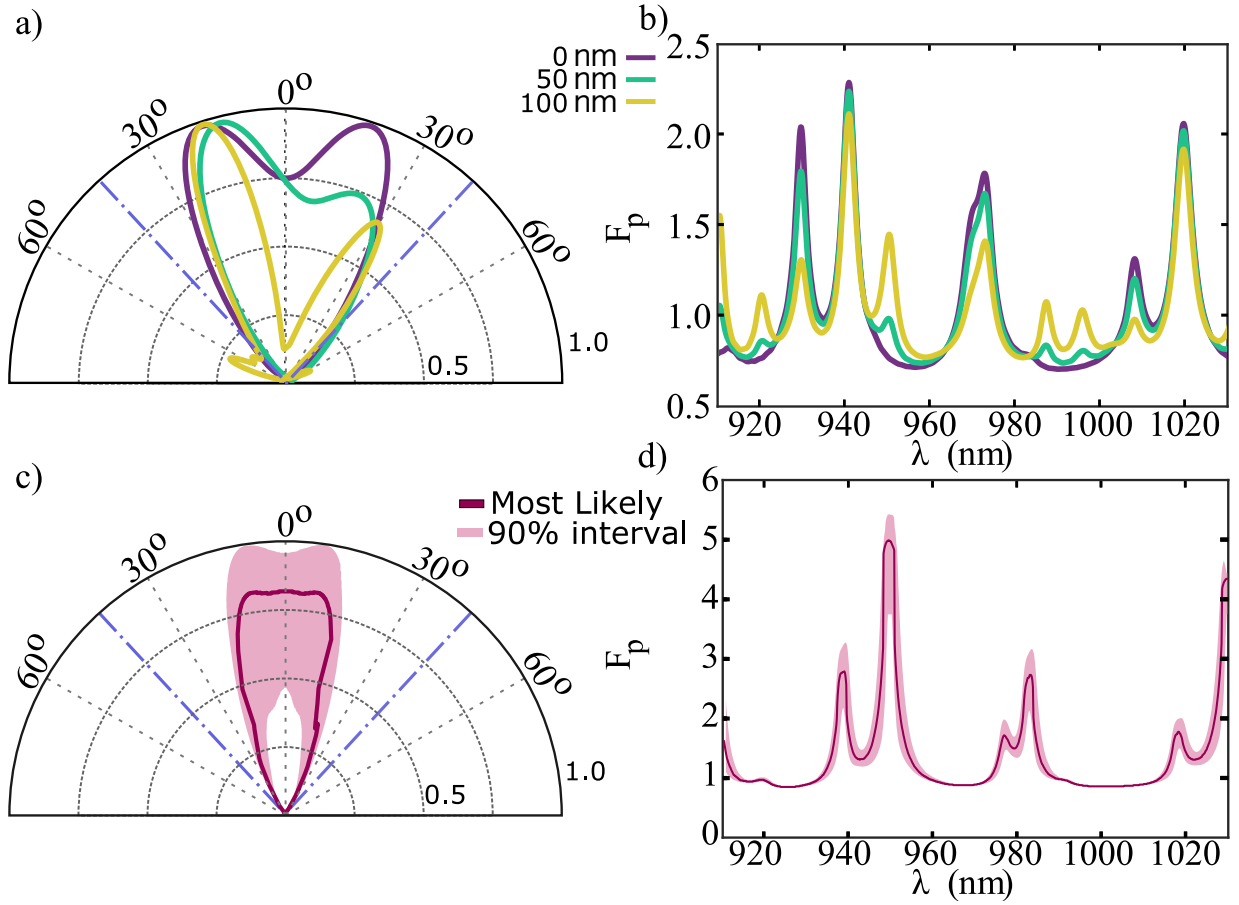 a)
0 nm
50 nm
100 nm
0o
30o
30o
60o
60o
0.5
1.0
b)
2.5
2.0
1.5
1.0
0.5
Fp
920
940
960
980
1000
1020
λ (nm)
c)
Most Likely
90% interval
0o
30o
30o
60o
60o
0.5
1.0
d)
6
5
4
3
2
1
0
Fp
920
940
960
980
1000
1020
λ (nm)